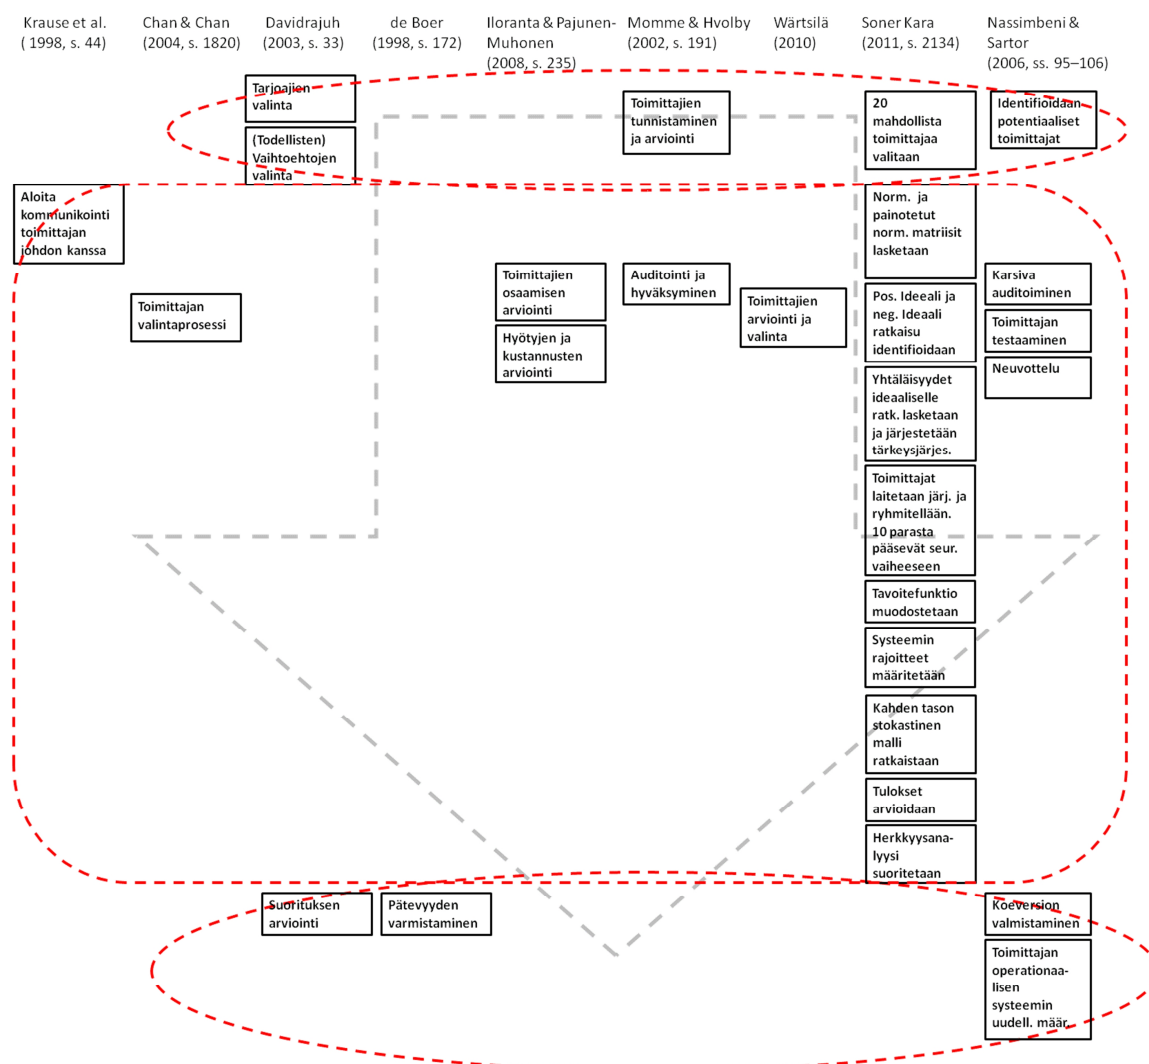 Krause et al.
( 1998, s. 44)
Chan & Chan
(2004, s. 1820)
Davidrajuh
(2003, s. 33)
de Boer
(1998, s. 172)
Iloranta & Pajunen-
Muhonen
(2008, s. 235)
Momme & Hvolby
(2002, s. 191)
Wärtsilä
(2010)
Soner Kara
(2011, s. 2134)
Nassimbeni &
Sartor
(2006, ss. 95–106)
Tarjoajien
valinta
(Todellisten)
Vaihtoehtojen
valinta
Toimittajien
tunnistaminen
ja arviointi
20
mahdollista
toimittajaa
valitaan
Identifioidaan
potentiaaliset
toimittajat
Aloita
kommunikointi
toimittajan
johdon kanssa
Toimittajan
valintaprosessi
Toimittajien
osaamisen
arviointi
Hyötyjen ja
kustannusten
arviointi
Auditointi ja
hyväksyminen
Toimittajien
arviointi ja
valinta
Norm. ja
painotetut
norm. matriisit
lasketaan
Pos. Ideeali ja
neg. Ideaali
ratkaisu
identifioidaan
Yhtäläisyydet
ideaaliselle
ratk. lasketaan
ja järjestetään
tärkeysjärjes.
Toimittajat
laitetaan järj. ja
ryhmitellään.
10 parasta
pääsevät seur.
vaiheeseen
Tavoitefunktio
muodostetaan
Systeemin
rajoitteet
määritetään
Kahden tason
stokastinen
malli
ratkaistaan
Tulokset
arvioidaan
Herkkyysana-
lyysi
suoritetaan
Karsiva
auditoiminen
Toimittajan
testaaminen
Neuvottelu
Suorituksen
arviointi
Pätevyyden
varmistaminen
Koeversion
valmistaminen
Toimittajan
operationaa-
lisen
systeemin
uudell. määr.